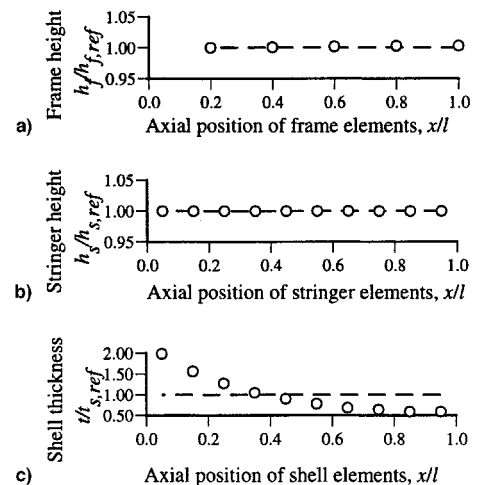 a)
Frame height
h_f/h_{f,ref}
1.05
1.00
0.95
0.0 0.2 0.4 0.6 0.8 1.0
Axial position of frame elements, x/l
b)
Stringer height
h_s/h_{s,ref}
1.05
1.00
0.95
0.0 0.2 0.4 0.6 0.8 1.0
Axial position of stringer elements, x/l
c)
Shell thickness
t/t_{s,ref}
2.00
1.50
1.00
0.50
0.0 0.2 0.4 0.6 0.8 1.0
Axial position of shell elements, x/l